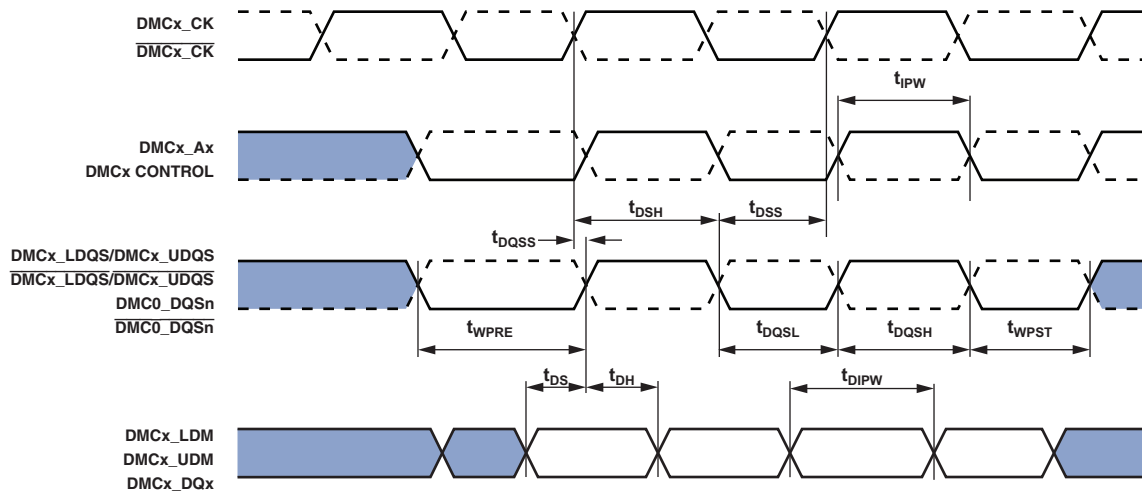 DMCx_CK
DMCx_CK
tIPW
DMCx_Ax
DMCx CONTROL
tDSH
tDSS
tDQSS
DMCx_LDQS/DMCx_UDQS
DMCx_LDQS/DMCx_UDQS
DMC0_DQSn
DMC0_DQSn
tWPRE
tDQSL
tDQSH
tWPST
tDS
tDH
tDIPW
DMCx_LDM
DMCx_UDM
DMCx_DQx